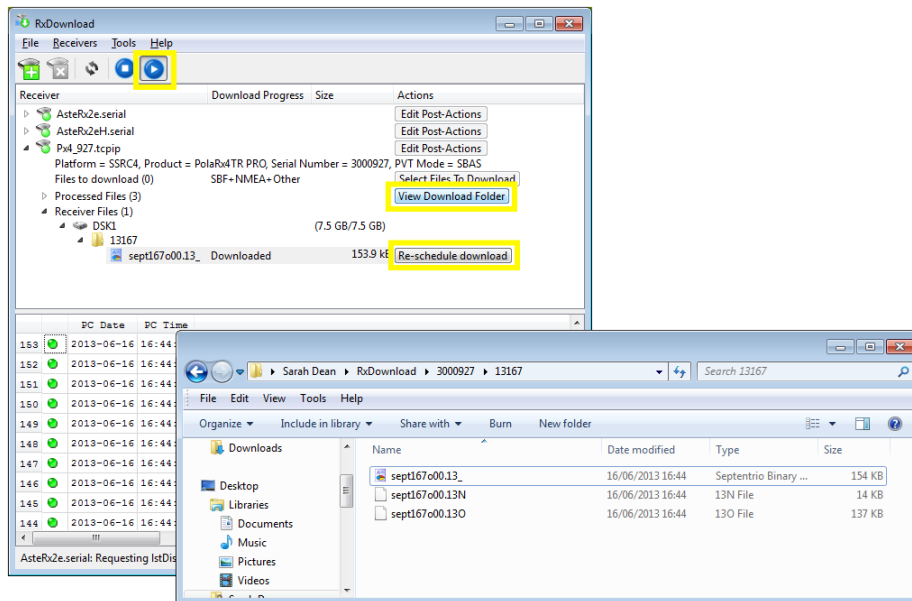 RxDownload
File Receivers Tools Help
Receiver Download Progress Size Actions
AsteRx2e.serial Edit Post-Actions
AsteRx2eH.serial Edit Post-Actions
Px4_927.tcpip Edit Post-Actions
Platform = SSRC4, Product = PolaRx4TR PRO, Serial Number = 3000927, PVT Mode = SBAS
Files to download (0) SBF+NMEA+Other Select Files To Download
Processed Files (3) View Download Folder
Receiver Files (1)
DSK1 (7.5 GB/7.5 GB)
13167
sept167o00.13_ Downloaded 153.9 kB Re-schedule download
PC Date PC Time
153 2013-06-16 16:44:
152 2013-06-16 16:44:
151 2013-06-16 16:44:
150 2013-06-16 16:44:
149 2013-06-16 16:44:
148 2013-06-16 16:44:
147 2013-06-16 16:44:
146 2013-06-16 16:44:
145 2013-06-16 16:44:
144 2013-06-16 16:44:
AsteRx2e.serial: Requesting lstDis
Sarah Dean RxDownload 3000927 13167 Search 13167
File Edit View Tools Help
Organize Include in library Share with Burn New folder
Downloads
Desktop
Libraries
Documents
Music
Pictures
Videos
Name Date modified Type Size
sept167o00.13_ 16/06/2013 16:44 Septentrio Binary ... 154 KB
sept167o00.13N 16/06/2013 16:44 13N File 14 KB
sept167o00.13O 16/06/2013 16:44 13O File 137 KB